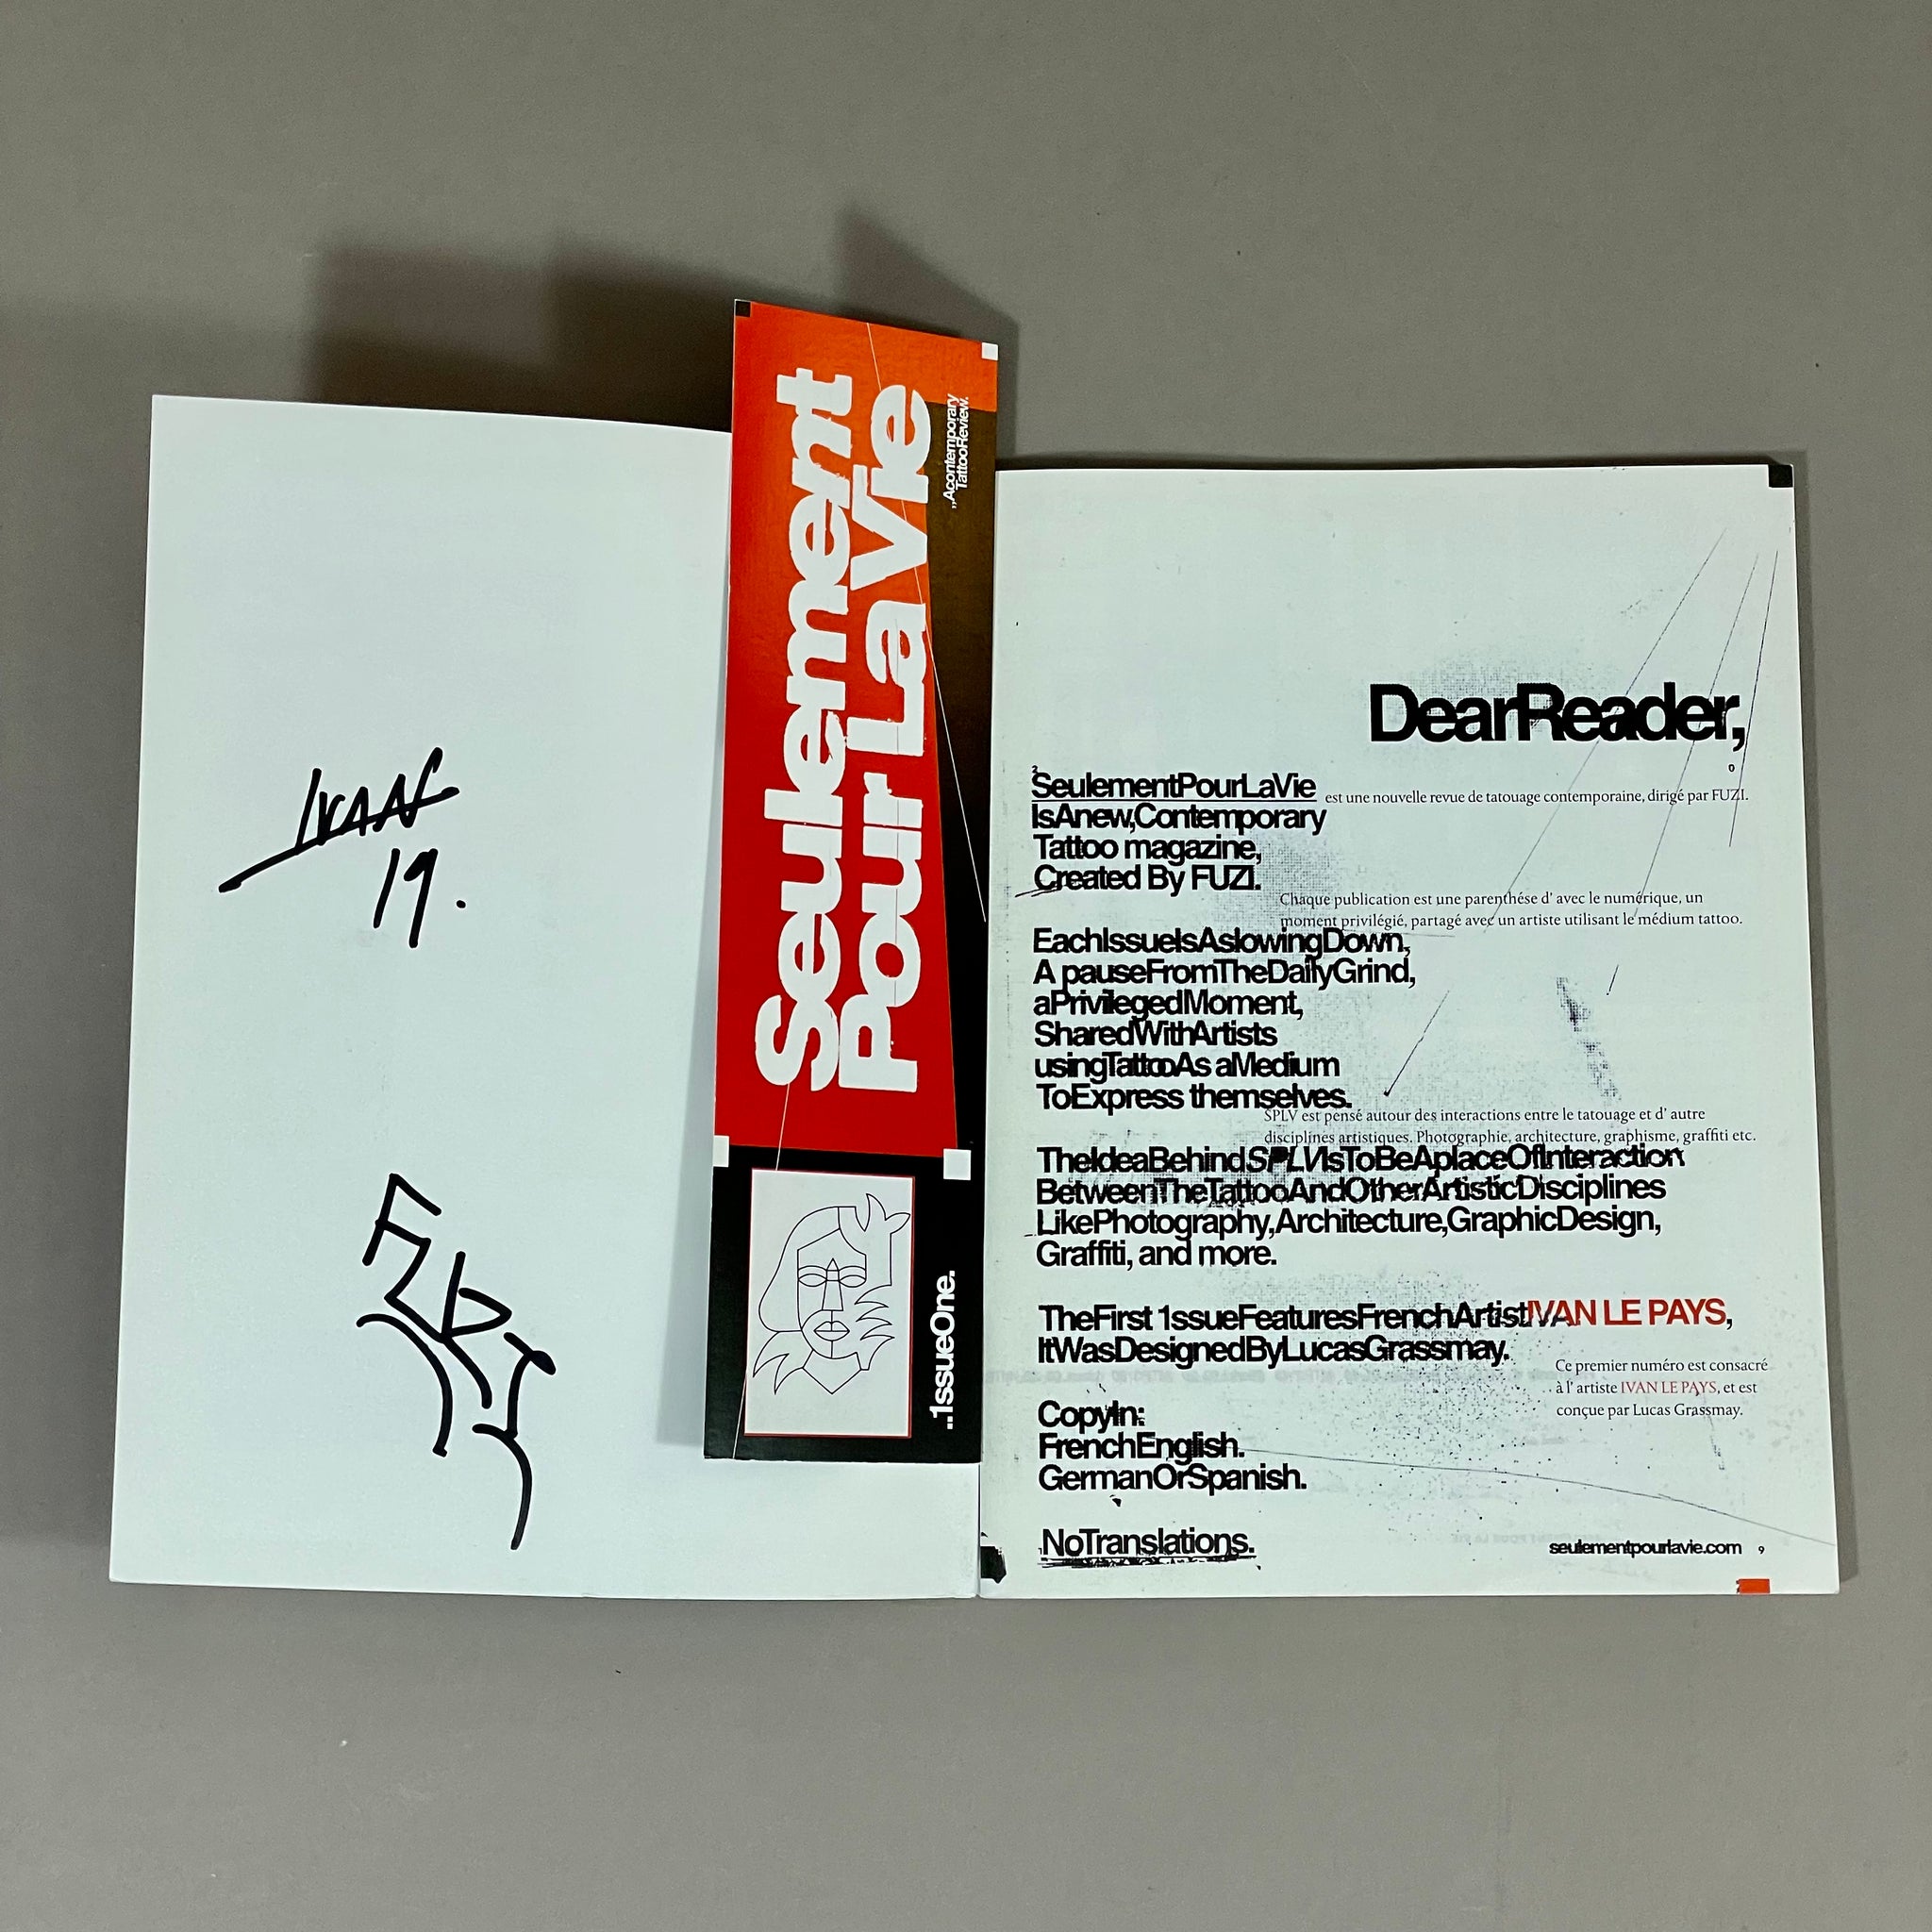 IVAN
19.
FUZI
Seulement
Pour La Vie
,,Acontemporary
TattooReview.
..1ssueOne.
DearReader,
2
0
SeulementPourLaVie
est une nouvelle revue de tatouage contemporaine, dirigé par FUZI.
IsAnew,Contemporary
Tattoo magazine,
Created By FUZI.
Chaque publication est une parenthése d' avec le numérique, un
moment privilégié, partagé avec un artiste utilisant le médium tattoo.
EachIssueIsAslowingDown,
A pauseFromTheDailyGrind,
aPrivilegedMoment,
SharedWithArtists
usingTattooAs aMedium
ToExpress themselves.
SPLV est pensé autour des interactions entre le tatouage et d' autre
disciplines artistiques. Photographie, architecture, graphisme, graffiti etc.
TheIdeaBehindSPLVIsToBeAplaceOfInteraction
BetweenTheTattooAndOtherArtisticDisciplines
LikePhotography,Architecture,GraphicDesign,
Graffiti, and more.
TheFirst 1ssueFeaturesFrenchArtistIVAN LE PAYS,
ItWasDesignedByLucasGrassmay.
Ce premier numéro est consacré
à l' artiste IVAN LE PAYS, et est
conçue par Lucas Grassmay.
CopyIn:
FrenchEnglish.
GermanOrSpanish.
NoTranslations.
seulementpourlavie.com
9